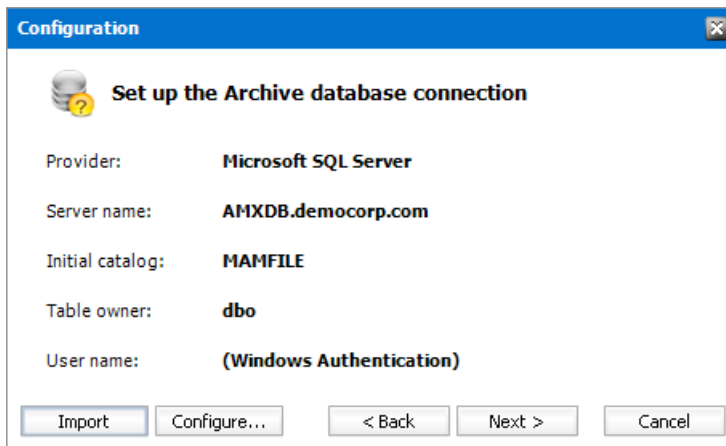 Configuration
Set up the Archive database connection
Provider: Microsoft SQL Server
Server name: AMXDB.democorp.com
Initial catalog: MAMFILE
Table owner: dbo
User name: (Windows Authentication)
Import Configure... < Back Next > Cancel